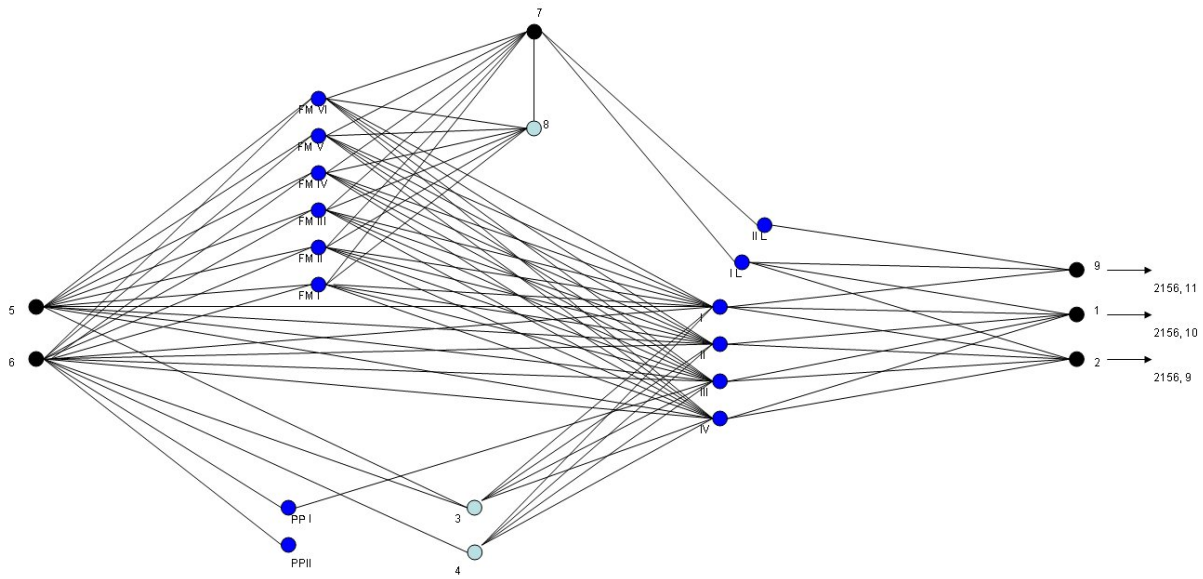 7
FM VI
8
FM V
FM IV
FM III
FM II
FM I
II L
I L
9
2156, 11
5
I
1
2156, 10
II
6
2
2156, 9
III
IV
PP I
3
PPII
4